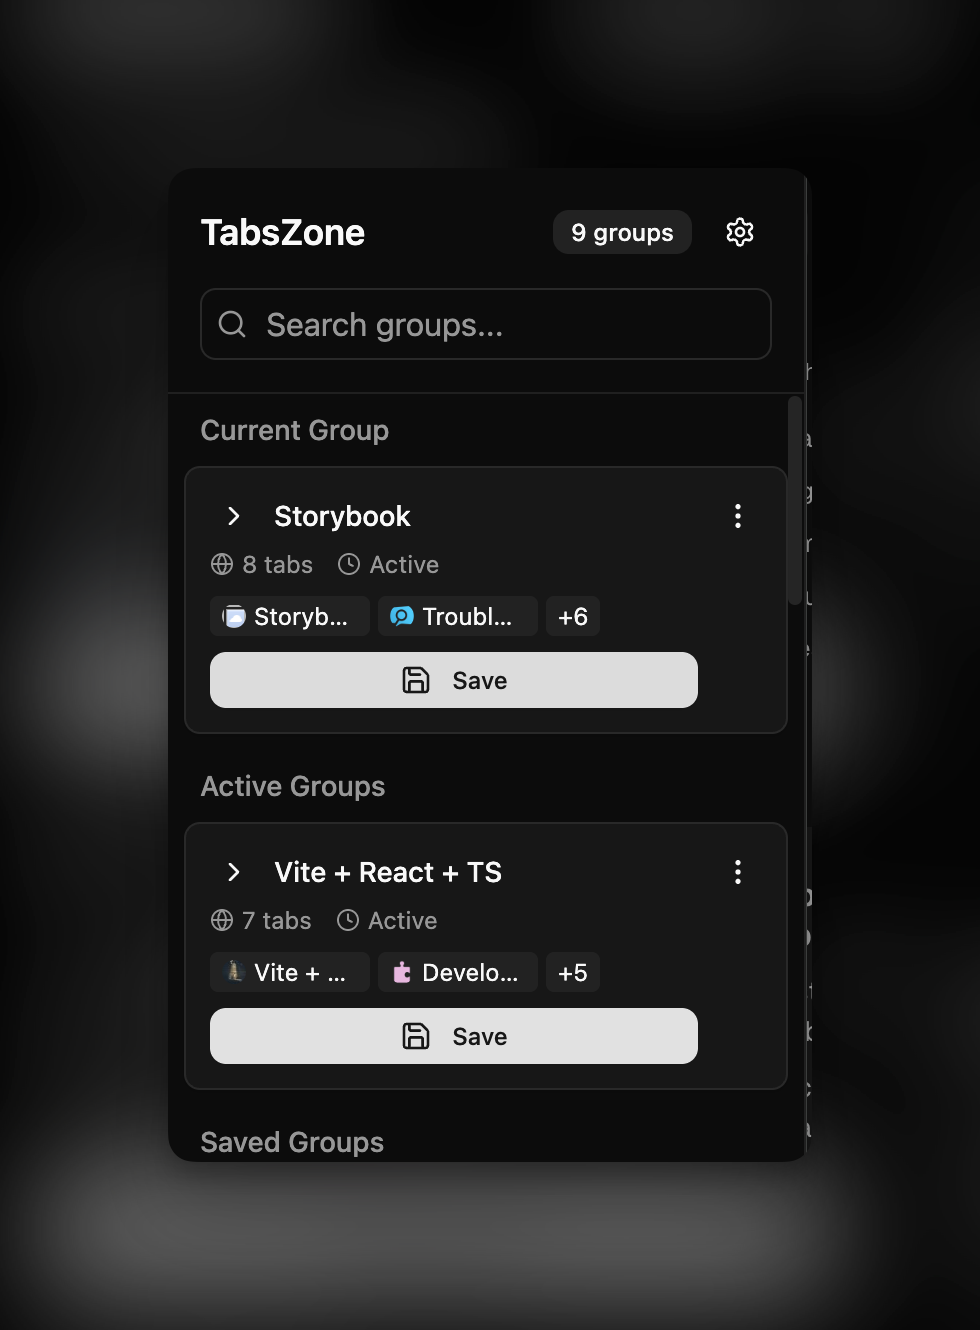 TabsZone
9 groups
Search groups...
Current Group
Storybook
8 tabs Active
Storyb... Troubl... +6
Save
Active Groups
Vite + React + TS
7 tabs Active
Vite + ... Develo... +5
Save
Saved Groups